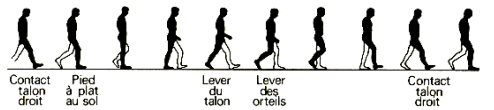 Contact
talon
droit
Pied
à plat
au sol
Lever
du
talon
Lever
des
orteils
Contact
talon
droit